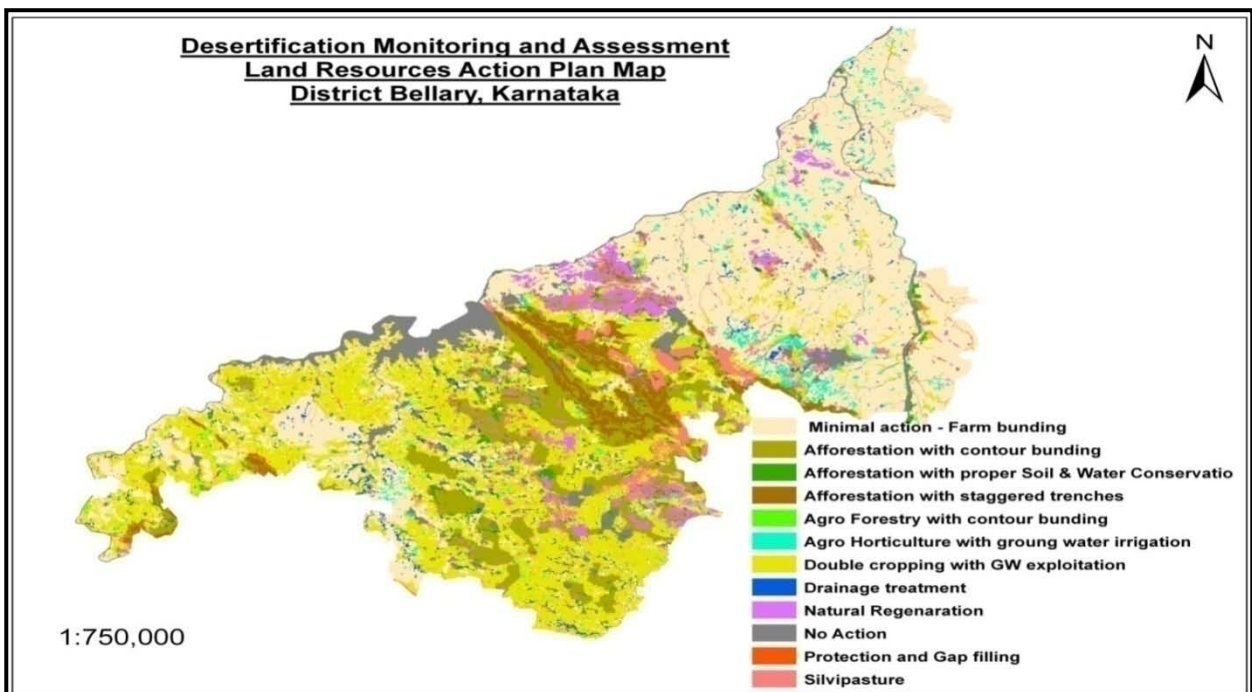 Desertification Monitoring and Assessment
Land Resources Action Plan Map
District Bellary, Karnataka
N
Minimal action - Farm bunding
Afforestation with contour bunding
Afforestation with proper Soil & Water Conservatio
Afforestation with staggered trenches
Agro Forestry with contour bunding
Agro Horticulture with groung water irrigation
Double cropping with GW exploitation
Drainage treatment
Natural Regenaration
No Action
Protection and Gap filling
Silvipasture
1:750,000